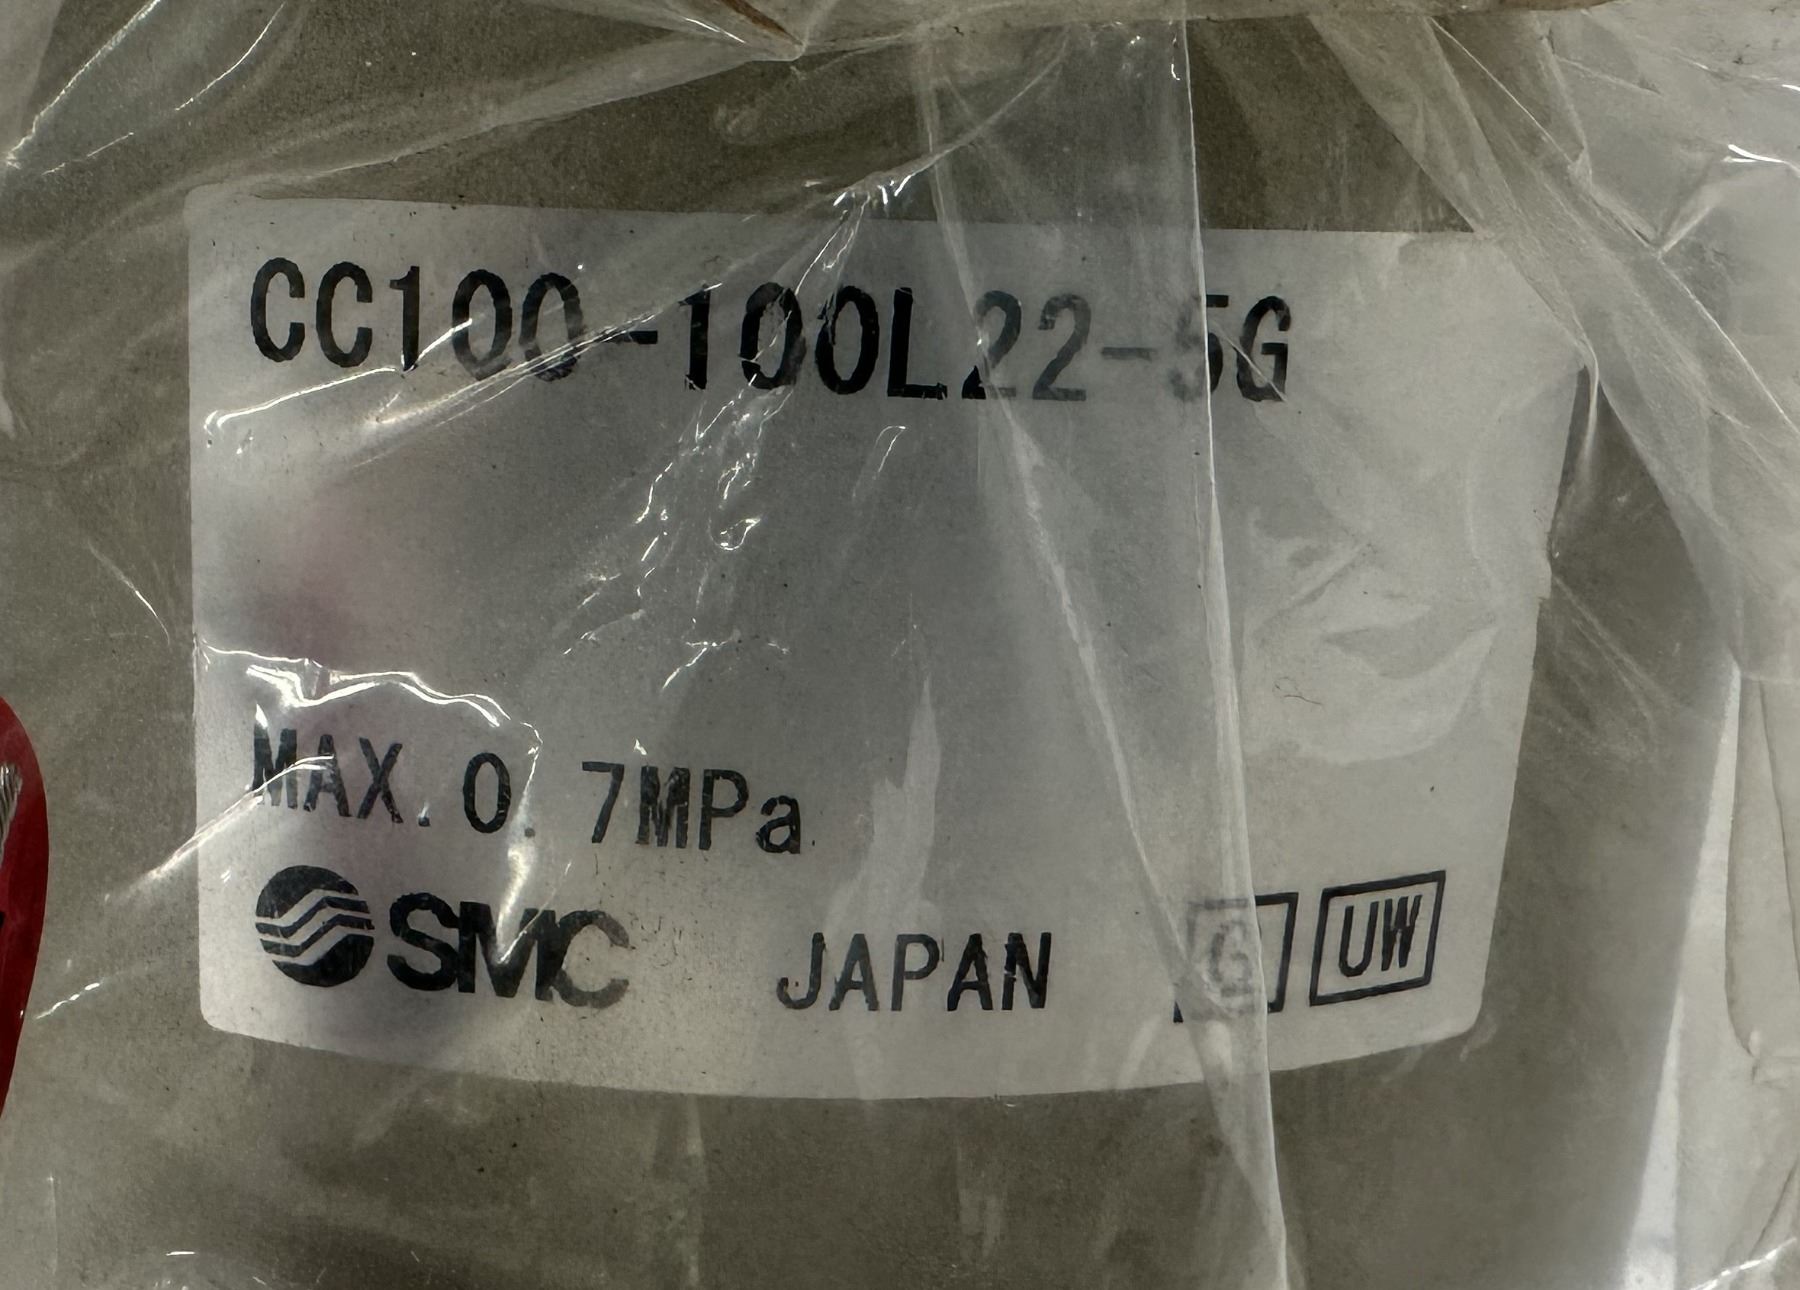 CC100-100L22-5G
MAX. 0. 7MPa
SMC JAPAN G UW